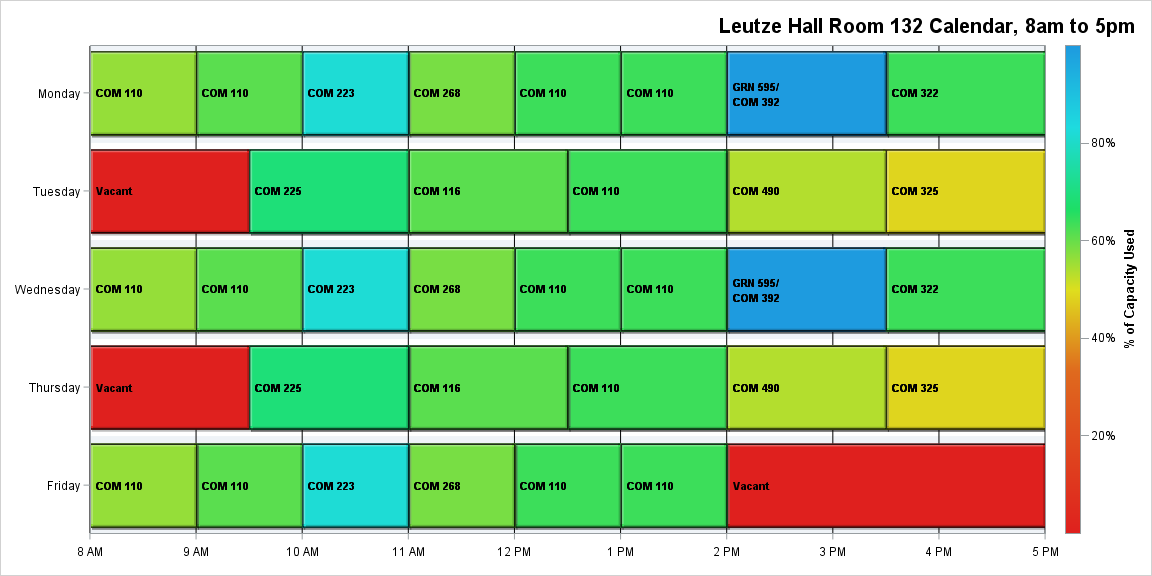 Leutze Hall Room 132 Calendar, 8am to 5pm
Monday
COM 110
COM 110
COM 223
COM 268
COM 110
COM 110
GRN 595/
COM 392
COM 322
Tuesday
Vacant
COM 225
COM 116
COM 110
COM 490
COM 325
Wednesday
COM 110
COM 110
COM 223
COM 268
COM 110
COM 110
GRN 595/
COM 392
COM 322
Thursday
Vacant
COM 225
COM 116
COM 110
COM 490
COM 325
Friday
COM 110
COM 110
COM 223
COM 268
COM 110
COM 110
Vacant
8 AM
9 AM
10 AM
11 AM
12 PM
1 PM
2 PM
3 PM
4 PM
5 PM
80%
60%
40%
20%
% of Capacity Used